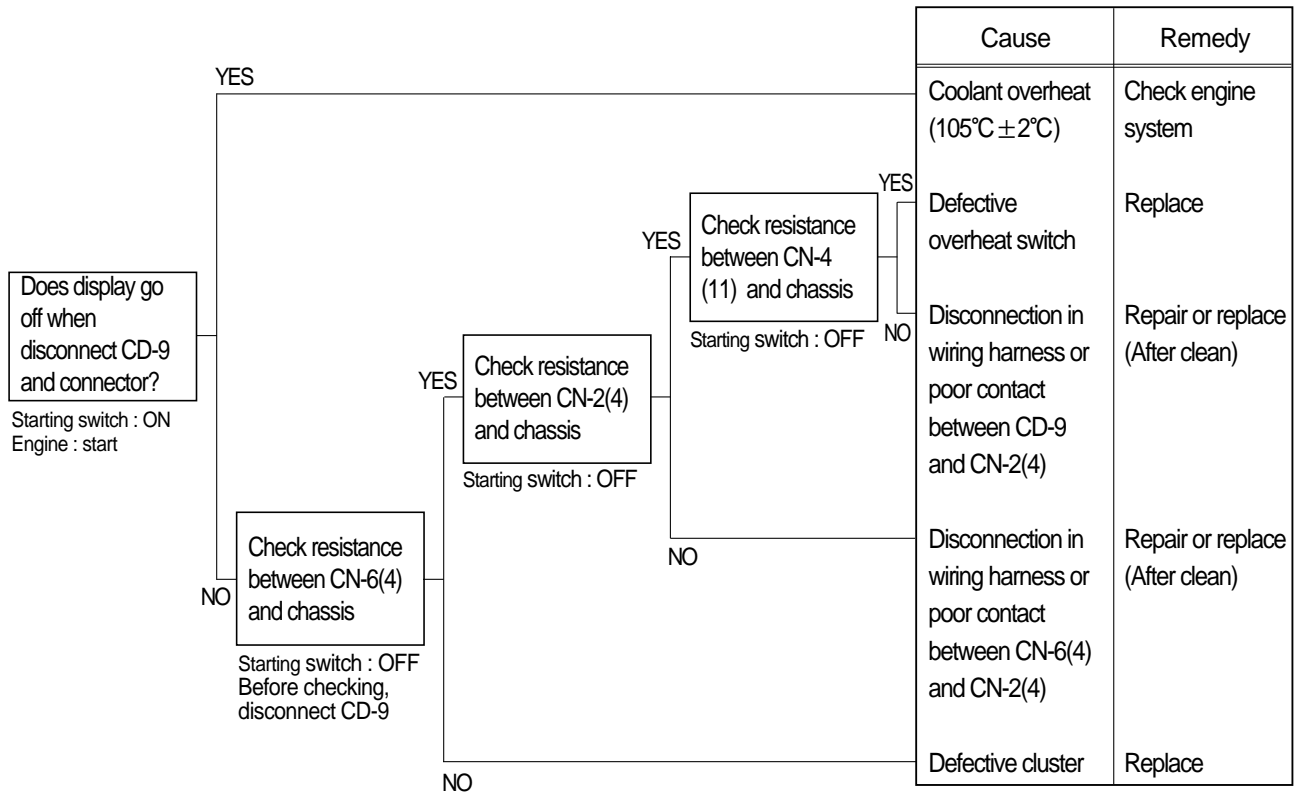 Cause
Remedy
YES
Coolant overheat
(105℃±2℃)
Check engine
system
YES
Defective
overheat switch
Replace
YES
Check resistance
between CN-4
(11) and chassis
Starting switch : OFF
NO
Disconnection in
wiring harness or
poor contact
between CD-9
and CN-2(4)
Repair or replace
(After clean)
Does display go
off when
disconnect CD-9
and connector?
Starting switch : ON
Engine : start
YES
Check resistance
between CN-2(4)
and chassis
Starting switch : OFF
NO
Disconnection in
wiring harness or
poor contact
between CN-6(4)
and CN-2(4)
Repair or replace
(After clean)
NO
Check resistance
between CN-6(4)
and chassis
Starting switch : OFF
Before checking,
disconnect CD-9
NO
Defective cluster
Replace